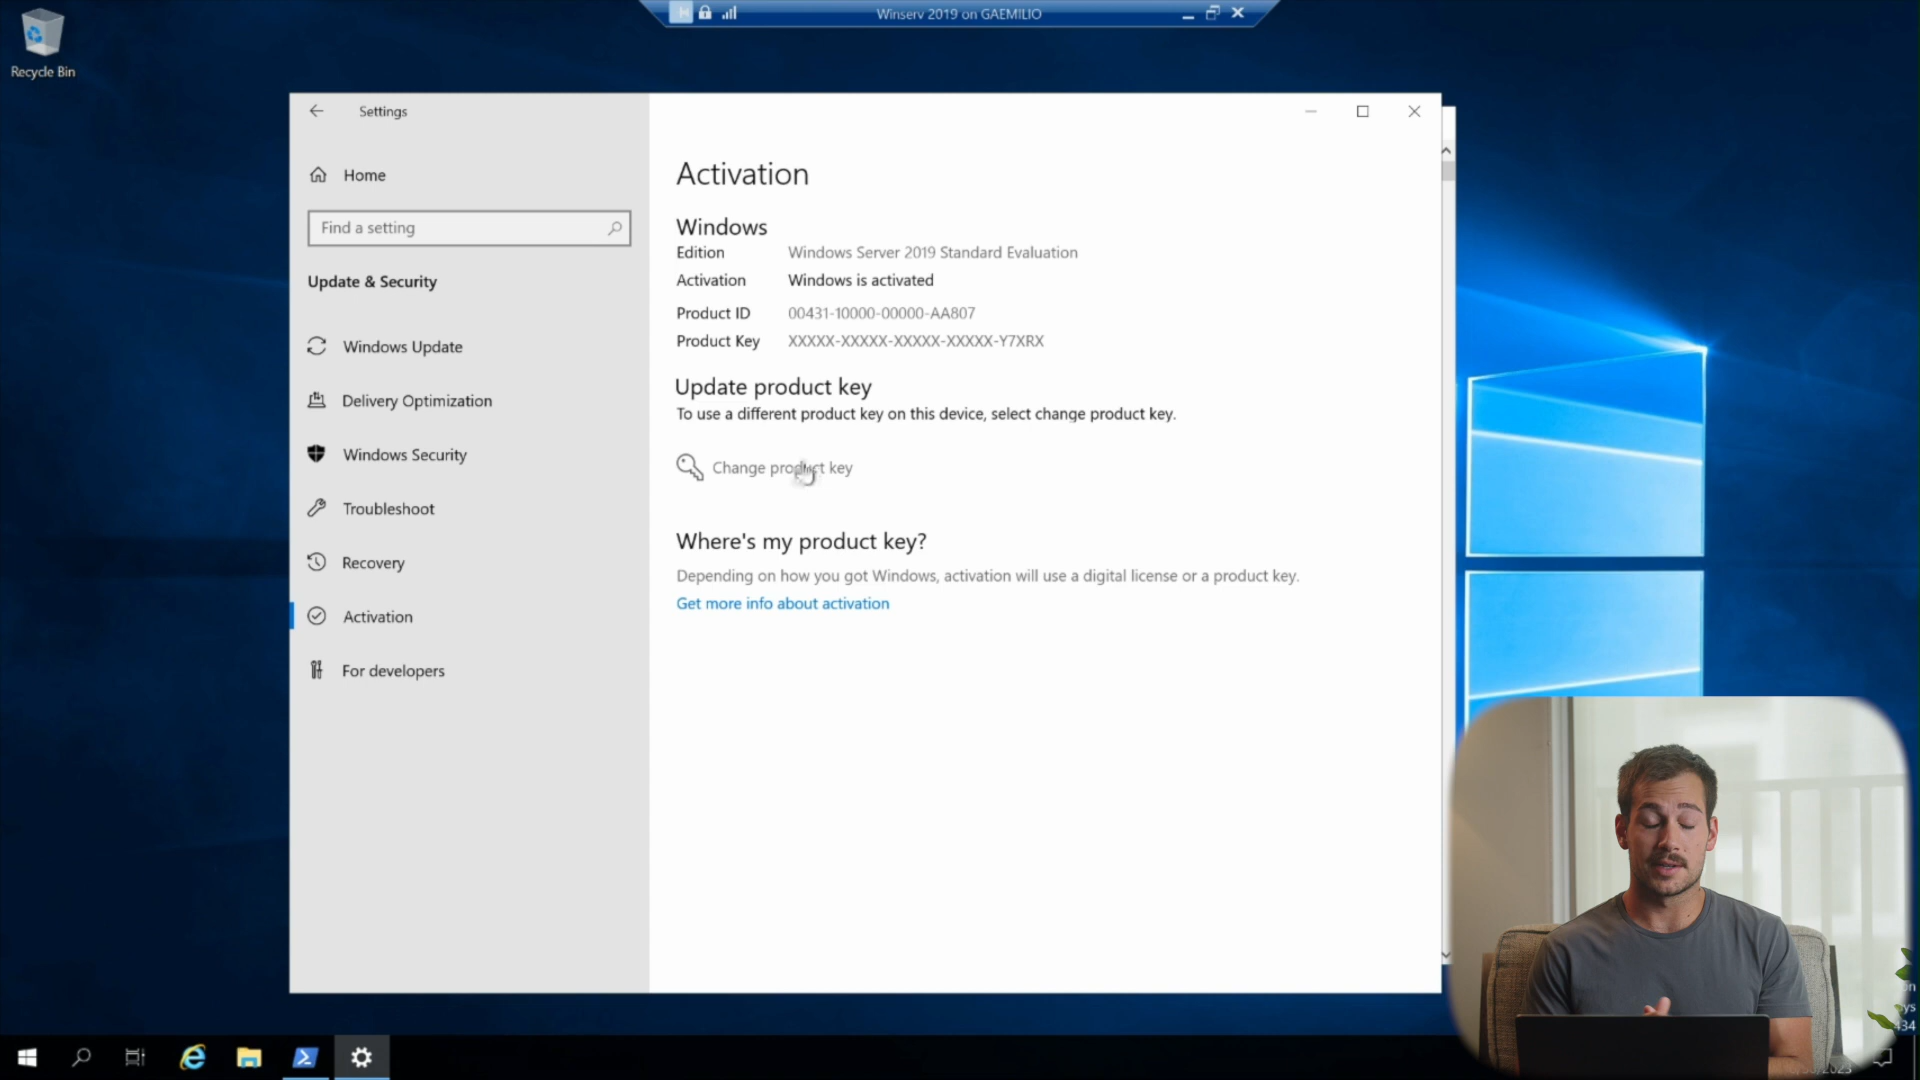 Winserv 2019 on GAEMILIO
Recycle Bin
Settings
Home
Find a setting
Update & Security
Windows Update
Delivery Optimization
Windows Security
Troubleshoot
Recovery
Activation
For developers
Activation
Windows
Edition Windows Server 2019 Standard Evaluation
Activation Windows is activated
Product ID 00431-10000-00000-AA807
Product Key XXXXX-XXXXX-XXXXX-XXXXX-Y7XRX
Update product key
To use a different product key on this device, select change product key.
Change product key
Where's my product key?
Depending on how you got Windows, activation will use a digital license or a product key.
Get more info about activation